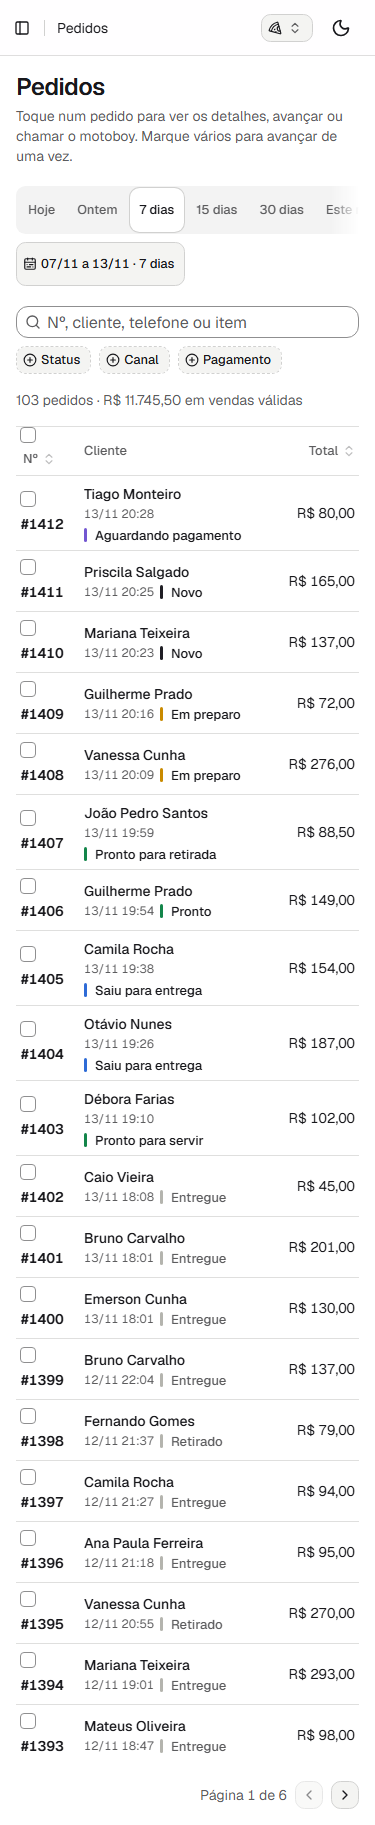 Pedidos
Pedidos
Toque num pedido para ver os detalhes, avançar ou
chamar o motoboy. Marque vários para avançar de
uma vez.
Hoje Ontem 7 dias 15 dias 30 dias Este
07/11 a 13/11 · 7 dias
Nº, cliente, telefone ou item
Status Canal Pagamento
103 pedidos · R$ 11.745,50 em vendas válidas
Nº Cliente Total
Tiago Monteiro
#1412 13/11 20:28 R$ 80,00
Aguardando pagamento
Priscila Salgado
#1411 13/11 20:25 Novo R$ 165,00
Mariana Teixeira
#1410 13/11 20:23 Novo R$ 137,00
Guilherme Prado
#1409 13/11 20:16 Em preparo R$ 72,00
Vanessa Cunha
#1408 13/11 20:09 Em preparo R$ 276,00
João Pedro Santos
#1407 13/11 19:59 R$ 88,50
Pronto para retirada
Guilherme Prado
#1406 13/11 19:54 Pronto R$ 149,00
Camila Rocha
#1405 13/11 19:38 R$ 154,00
Saiu para entrega
Otávio Nunes
#1404 13/11 19:26 R$ 187,00
Saiu para entrega
Débora Farias
#1403 13/11 19:10 R$ 102,00
Pronto para servir
Caio Vieira
#1402 13/11 18:08 Entregue R$ 45,00
Bruno Carvalho
#1401 13/11 18:01 Entregue R$ 201,00
Emerson Cunha
#1400 13/11 18:01 Entregue R$ 130,00
Bruno Carvalho
#1399 12/11 22:04 Entregue R$ 137,00
Fernando Gomes
#1398 12/11 21:37 Retirado R$ 79,00
Camila Rocha
#1397 12/11 21:27 Entregue R$ 94,00
Ana Paula Ferreira
#1396 12/11 21:18 Entregue R$ 95,00
Vanessa Cunha
#1395 12/11 20:55 Retirado R$ 270,00
Mariana Teixeira
#1394 12/11 19:01 Entregue R$ 293,00
Mateus Oliveira
#1393 12/11 18:47 Entregue R$ 98,00
Página 1 de 6